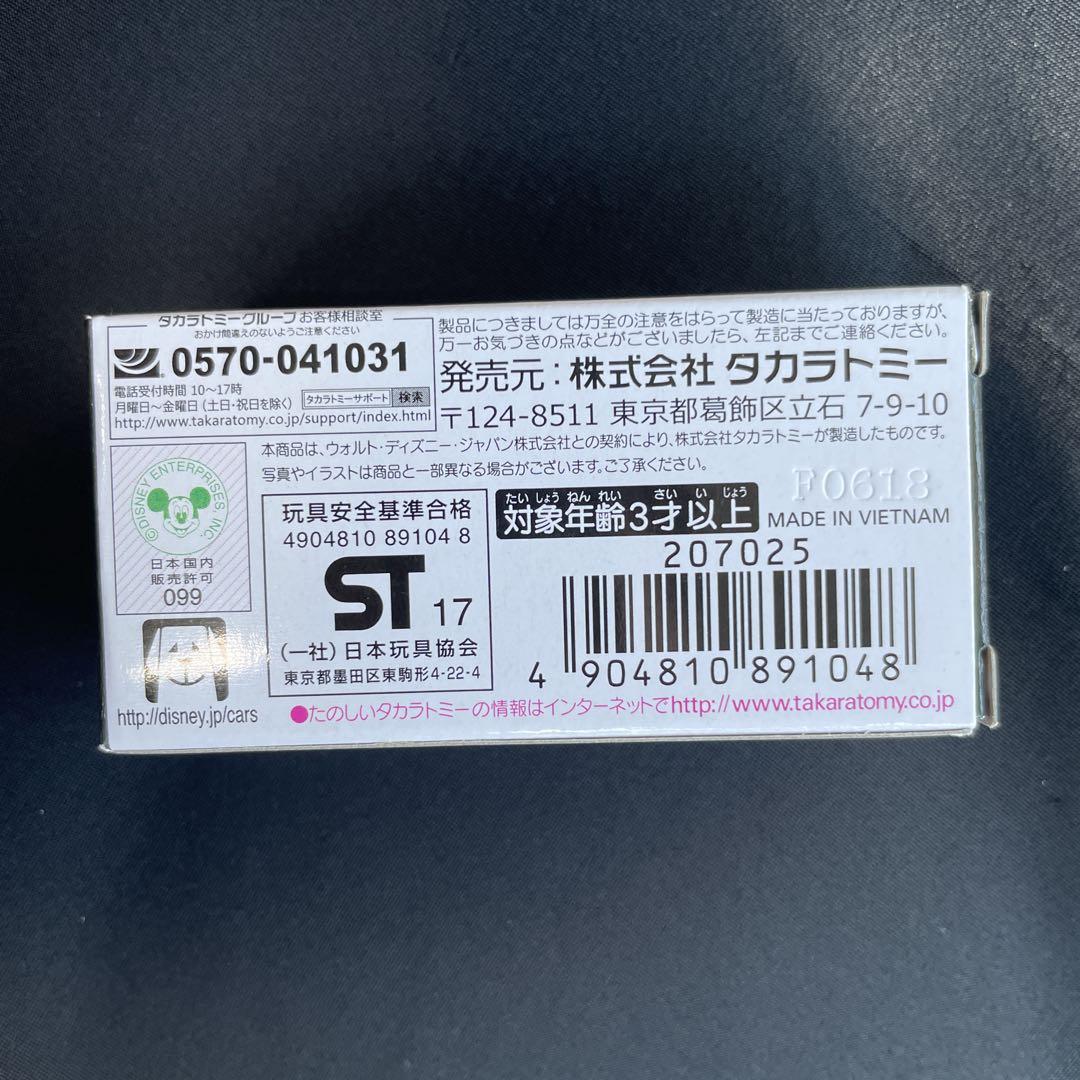 タカラトミーグループ お客様相談室
おかけ間違えのないようご注意ください
0570-041031
電話受付時間 10〜17時
月曜日〜金曜日 (土日・祝日を除く)
タカラトミーサポート 検索
http://www.takaratomy.co.jp/support/index.html
製品につきましては万全の注意をはらって製造に当たっておりますが、
万一お気づきの点などがございましたら、左記までご連絡ください。
発売元:株式会社 タカラトミー
〒124-8511 東京都葛飾区立石 7-9-10
本商品は、ウォルト・ディズニー・ジャパン株式会社との契約により、株式会社タカラトミーが製造したものです。
写真やイラストは商品と一部異なる場合がございます。ご了承ください。
©DISNEY ENTERPRISES, INC.
日本国内
販売許可
099
http://disney.jp/cars
玩具安全基準合格
4904810 89104 8
ST 17
(一社)日本玩具協会
東京都墨田区東駒形4-22-4
たいしょうねんれい さいいじょう
対象年齢3才以上
F0618
MADE IN VIETNAM
207025
4 904810 891048
●たのしいタカラトミーの情報はインターネットでhttp://www.takaratomy.co.jp